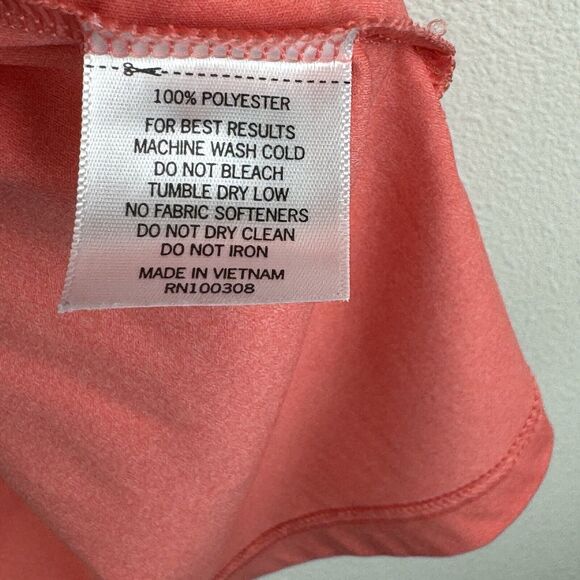 100% POLYESTER
FOR BEST RESULTS
MACHINE WASH COLD
DO NOT BLEACH
TUMBLE DRY LOW
NO FABRIC SOFTENERS
DO NOT DRY CLEAN
DO NOT IRON
MADE IN VIETNAM
RN100308